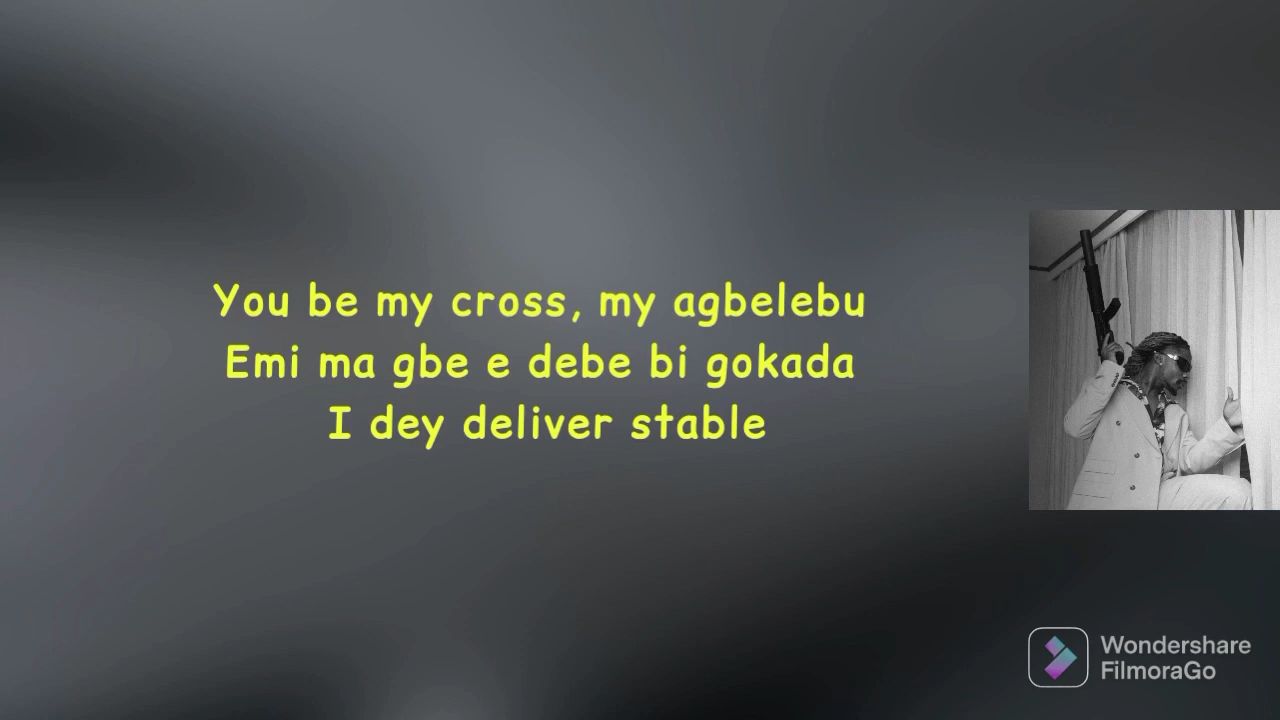 You be my cross, my agbelebu
Emi ma gbe e debe bi gokada
I dey deliver stable
Wondershare
FilmoraGo